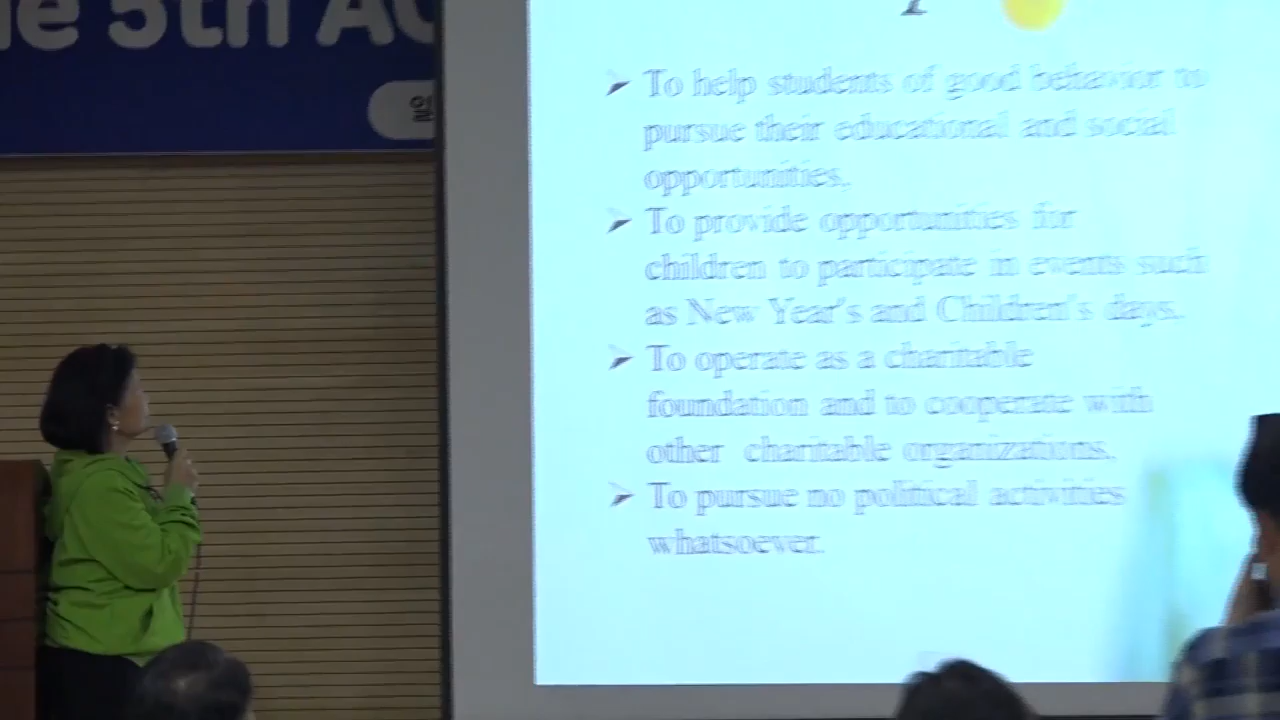 5th
To help students of good behavior to
pursue their educational and social
opportunities.
To provide opportunities for
children to participate in events such
as New Year's and Children's days.
To operate as a charitable
foundation and to cooperate with
other charitable organizations.
To pursue no political activities
whatsoever.